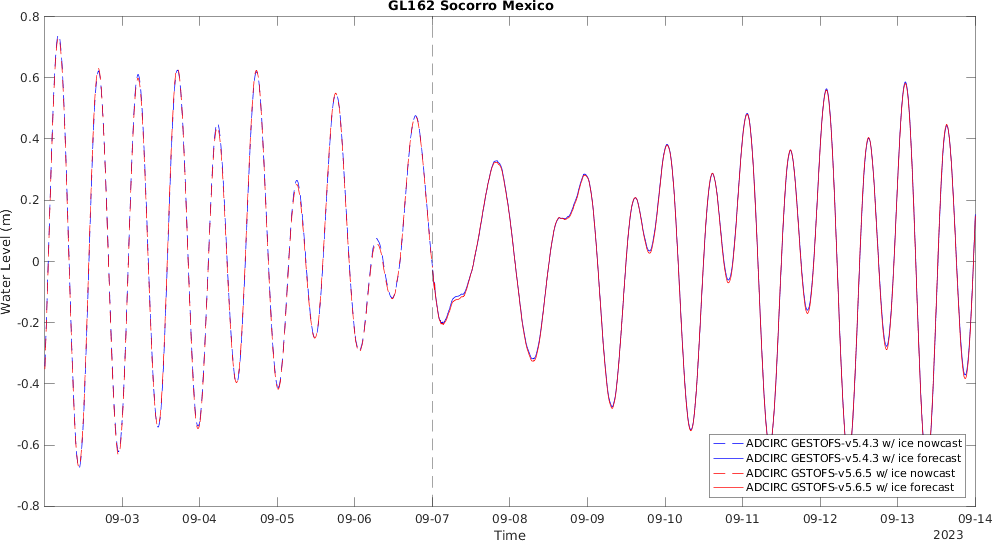 GL162 Socorro Mexico
Water Level (m)
0.8
0.6
0.4
0.2
0
-0.2
-0.4
-0.6
-0.8
ADCIRC GESTOFS-v5.4.3 w/ ice nowcast
ADCIRC GESTOFS-v5.4.3 w/ ice forecast
ADCIRC GSTOFS-v5.6.5 w/ ice nowcast
ADCIRC GSTOFS-v5.6.5 w/ ice forecast
09-03 09-04 09-05 09-06 09-07 09-08 09-09 09-10 09-11 09-12 09-13 09-14
Time
2023